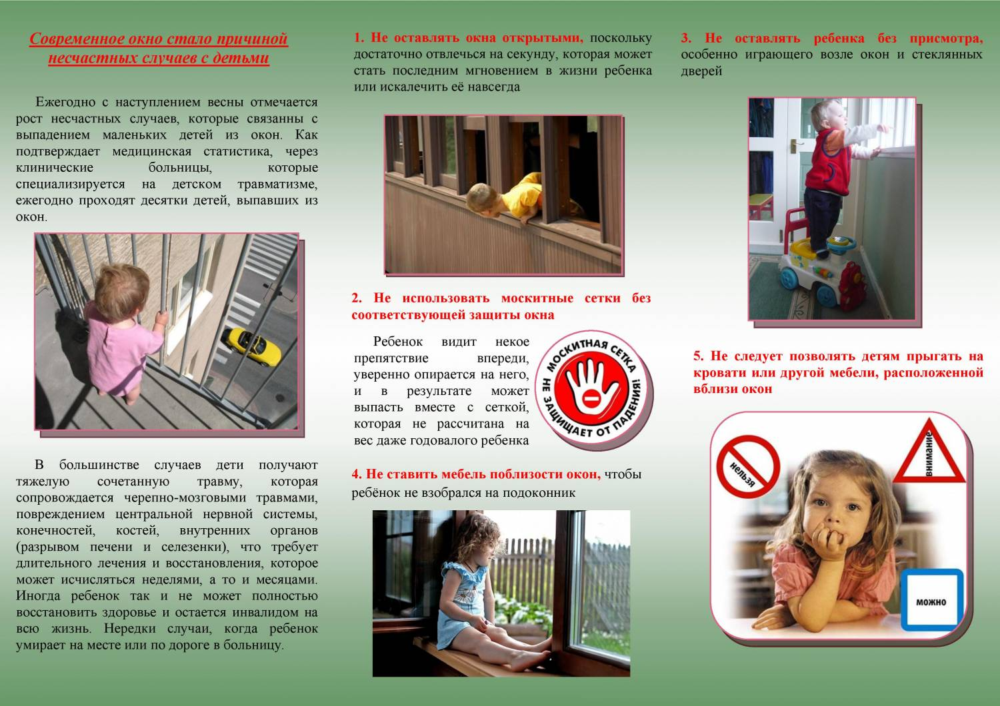 Современное окно стало причиной
несчастных случаев с детьми
Ежегодно с наступлением весны отмечается
рост несчастных случаев, которые связанны с
выпадением маленьких детей из окон. Как
подтверждает медицинская статистика, через
клинические больницы, которые
специализируется на детском травматизме,
ежегодно проходят десятки детей, выпавших из
окон.
В большинстве случаев дети получают
тяжелую сочетанную травму, которая
сопровождается черепно-мозговыми травмами,
повреждением центральной нервной системы,
конечностей, костей, внутренних органов
(разрывом печени и селезенки), что требует
длительного лечения и восстановления, которое
может исчисляться неделями, а то и месяцами.
Иногда ребенок так и не может полностью
восстановить здоровье и остается инвалидом на
всю жизнь. Нередки случаи, когда ребенок
умирает на месте или по дороге в больницу.
1. Не оставлять окна открытыми, поскольку
достаточно отвлечься на секунду, которая может
стать последним мгновением в жизни ребенка
или искалечить её навсегда
2. Не использовать москитные сетки без
соответствующей защиты окна
Ребенок видит некое
препятствие впереди,
уверенно опирается на него,
и в результате может
выпасть вместе с сеткой,
которая не рассчитана на
вес даже годовалого ребенка
МОСКИТНАЯ СЕТКА
НЕ ЗАЩИЩАЕТ ОТ ПАДЕНИЯ!
4. Не ставить мебель поблизости окон, чтобы
ребёнок не взобрался на подоконник
3. Не оставлять ребенка без присмотра,
особенно играющего возле окон и стеклянных
дверей
5. Не следует позволять детям прыгать на
кровати или другой мебели, расположенной
вблизи окон
нельзя
внимание
можно